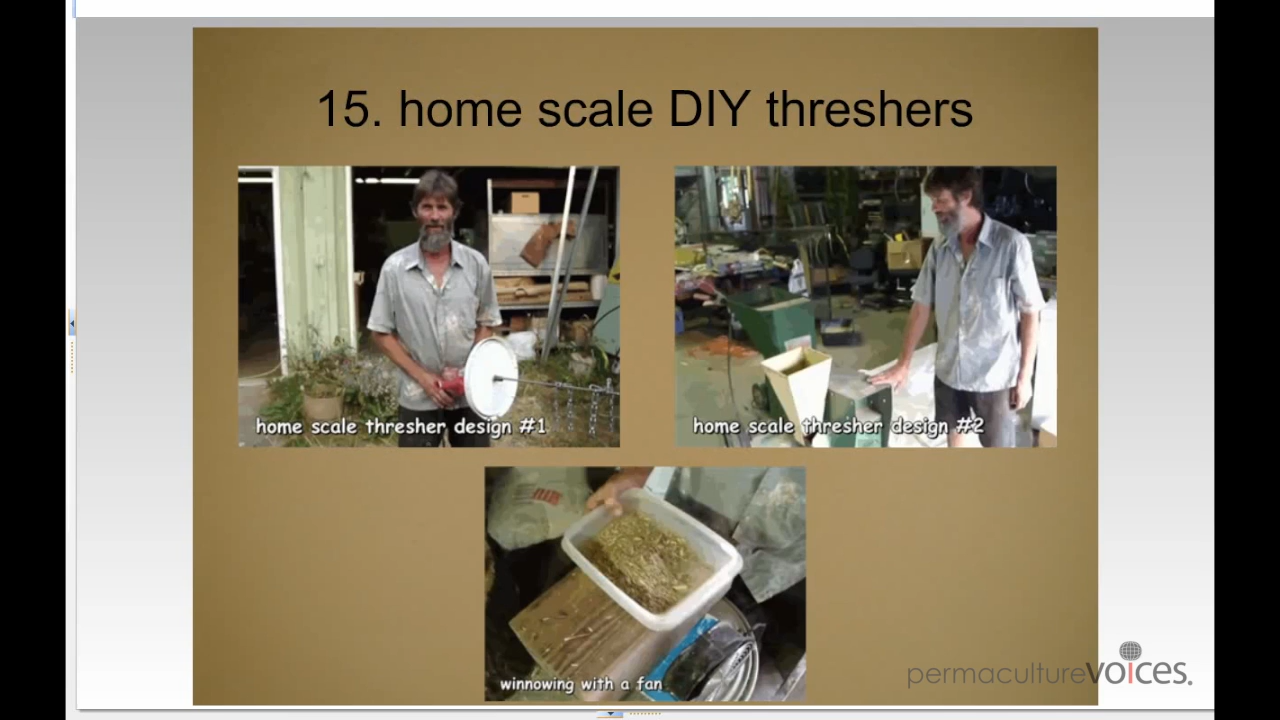 15. home scale DIY threshers
home scale thresher design #1
home scale thresher design #2
winnowing with a fan
permaculturevoices.